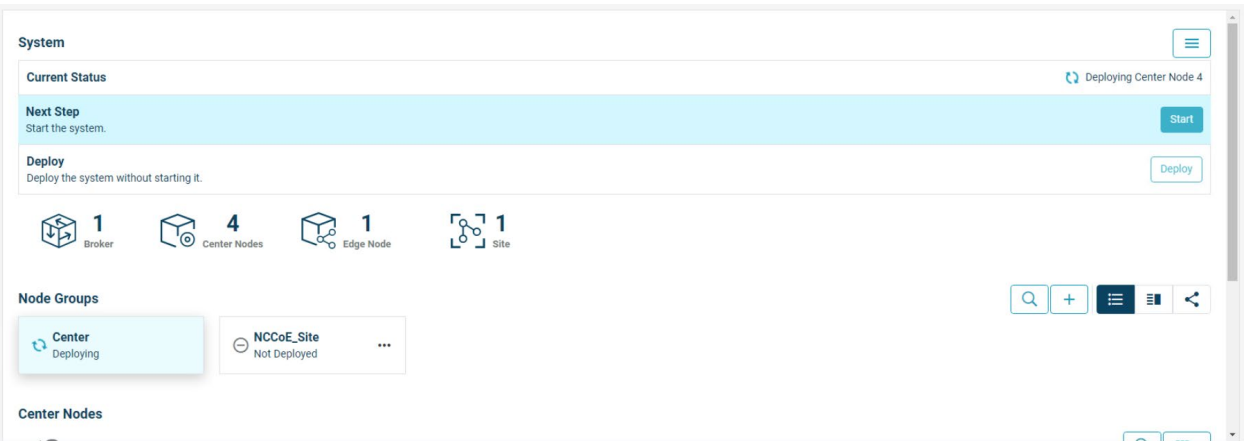 System
Current Status
Deploying Center Node 4
Next Step
Start the system.
Start
Deploy
Deploy the system without starting it.
Deploy
1
Broker
4
Center Nodes
1
Edge Node
1
Site
Node Groups
Center
Deploying
NCCoE_Site
Not Deployed
Center Nodes